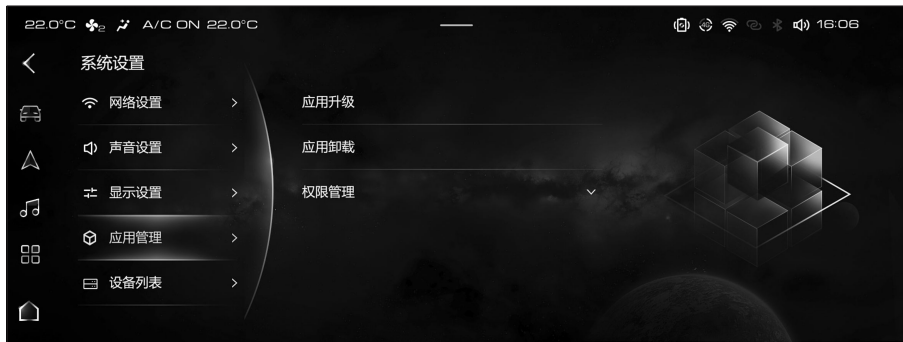 22.0°C 2 A/C ON 22.0°C 4G 16:06
系统设置
网络设置
应用升级
声音设置
应用卸载
显示设置
权限管理
应用管理
设备列表